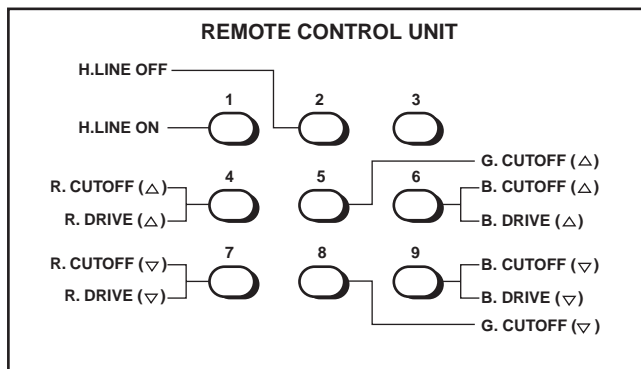 REMOTE CONTROL UNIT
H.LINE OFF
1 2 3
H.LINE ON
G. CUTOFF (△)
R. CUTOFF (△) 4 5 6 B. CUTOFF (△)
R. DRIVE (△) B. DRIVE (△)
R. CUTOFF (▽) 7 8 9 B. CUTOFF (▽)
R. DRIVE (▽) B. DRIVE (▽)
G. CUTOFF (▽)